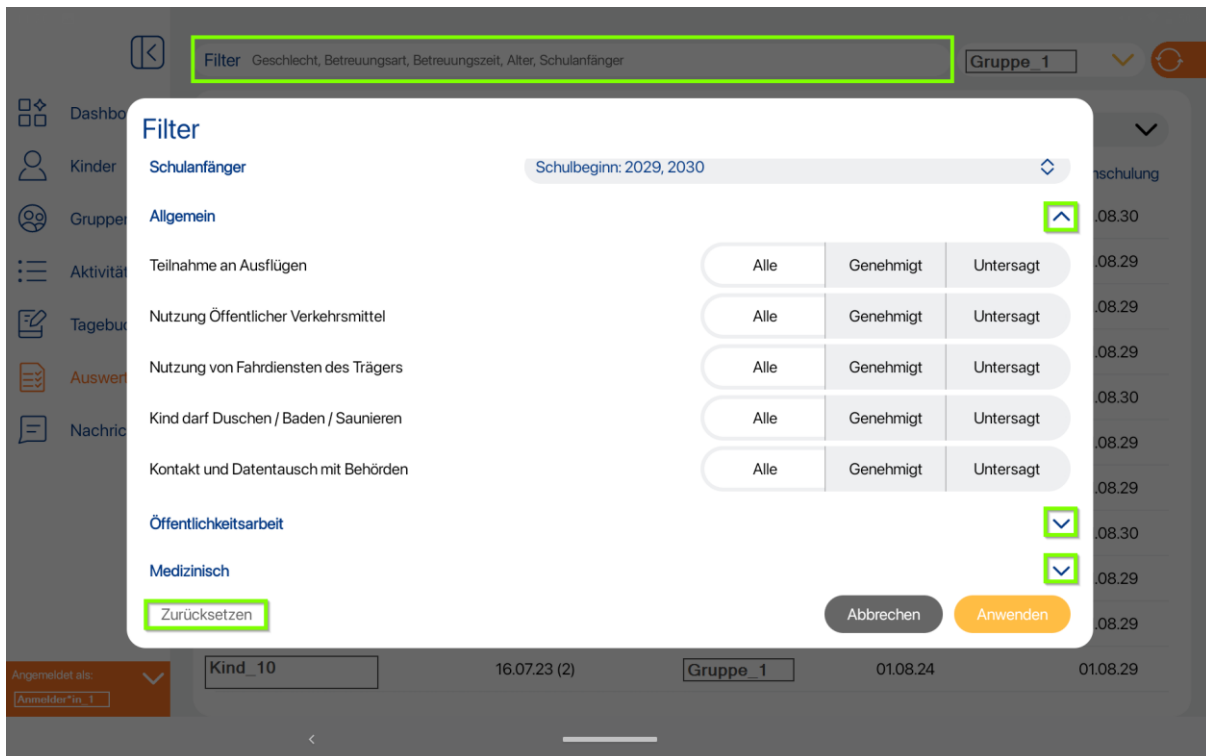 Filter Geschlecht, Betreuungsart, Betreuungszeit, Alter, Schulanfänger
Gruppe_1
Dashbo
Kinder
Gruppen
Aktivität
Tagebuc
Auswert
Nachric
nschulung
.08.30
.08.29
.08.29
.08.29
.08.30
.08.29
.08.29
.08.30
.08.29
.08.29
Filter
Schulanfänger Schulbeginn: 2029, 2030
Allgemein
Teilnahme an Ausflügen Alle Genehmigt Untersagt
Nutzung Öffentlicher Verkehrsmittel Alle Genehmigt Untersagt
Nutzung von Fahrdiensten des Trägers Alle Genehmigt Untersagt
Kind darf Duschen / Baden / Saunieren Alle Genehmigt Untersagt
Kontakt und Datentausch mit Behörden Alle Genehmigt Untersagt
Öffentlichkeitsarbeit
Medizinisch
Zurücksetzen Abbrechen Anwenden
Kind_10 16.07.23 (2) Gruppe_1 01.08.24 01.08.29
Angemeldet als:
Anmelder*in_1